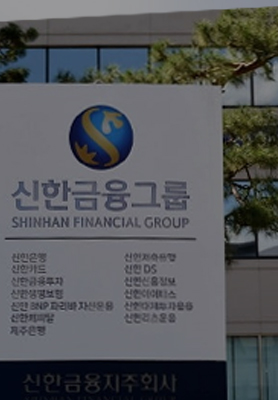 신한금융그룹
SHINHAN FINANCIAL GROUP
신한은행
신한카드
신한금융투자
신한생명보험
신한 BNP 파리바 자산운용
신한캐피탈
제주은행
신한저축은행
신한 DS
신한신용정보
신한아이타스
신한대체투자운용
신한리츠운용
신한금융지주회사